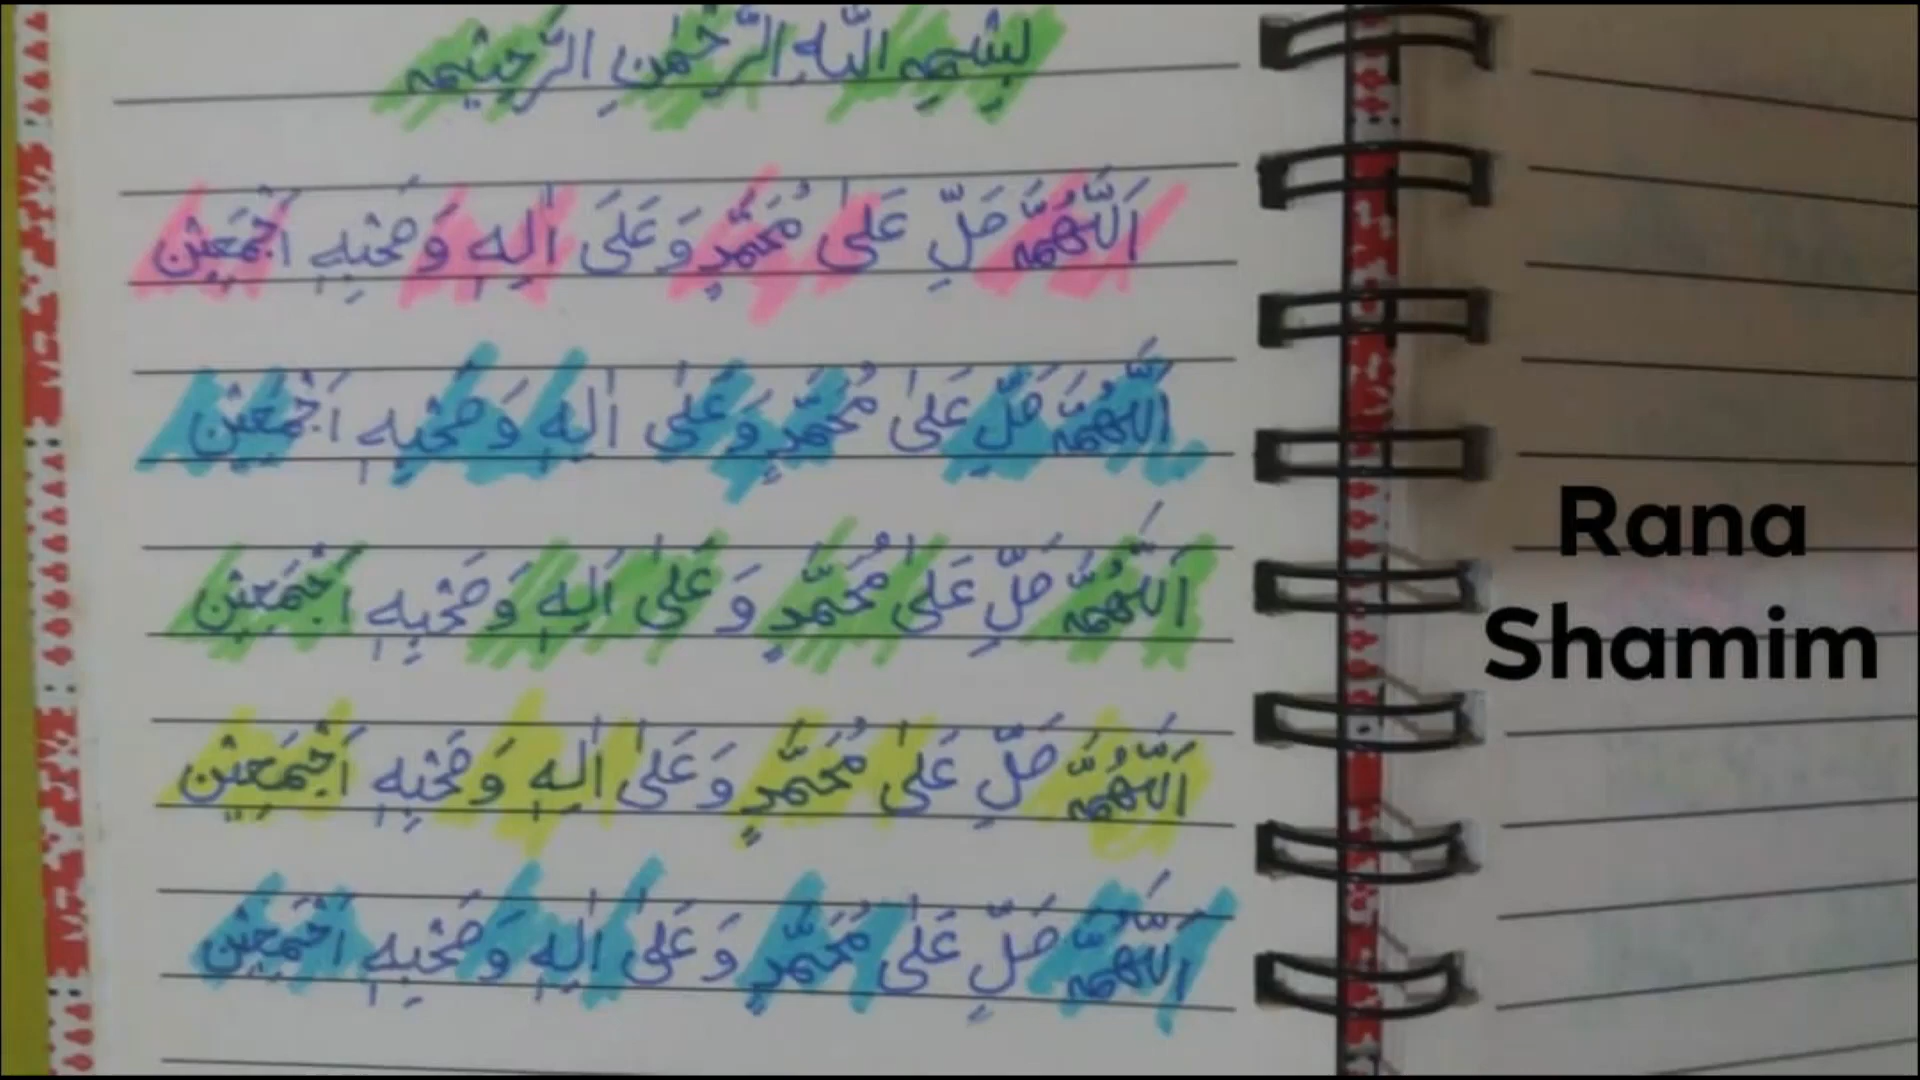 بِسْمِ اللّٰهِ الرَّحْمٰنِ الرَّحِيْمِ
اَللّٰهُمَّ صَلِّ عَلٰى مُحَمَّدٍ وَ عَلَى اٰلِهٖ وَ صَحْبِهٖ اَجْمَعِيْن
اَللّٰهُمَّ صَلِّ عَلٰى مُحَمَّدٍ وَ عَلٰى اٰلِهٖ وَ صَحْبِهٖ اَجْمَعِيْن
اَللّٰهُمَّ صَلِّ عَلٰى مُحَمَّدٍ وَ عَلٰى اٰلِهٖ وَ صَحْبِهٖ اَجْمَعِيْن
اَللّٰهُمَّ صَلِّ عَلٰى مُحَمَّدٍ وَ عَلٰى اٰلِهٖ وَ صَحْبِهٖ اَجْمَعِيْن
اَللّٰهُمَّ صَلِّ عَلٰى مُحَمَّدٍ وَ عَلٰى اٰلِهٖ وَ صَحْبِهٖ اَجْمَعِيْن
Rana
Shamim